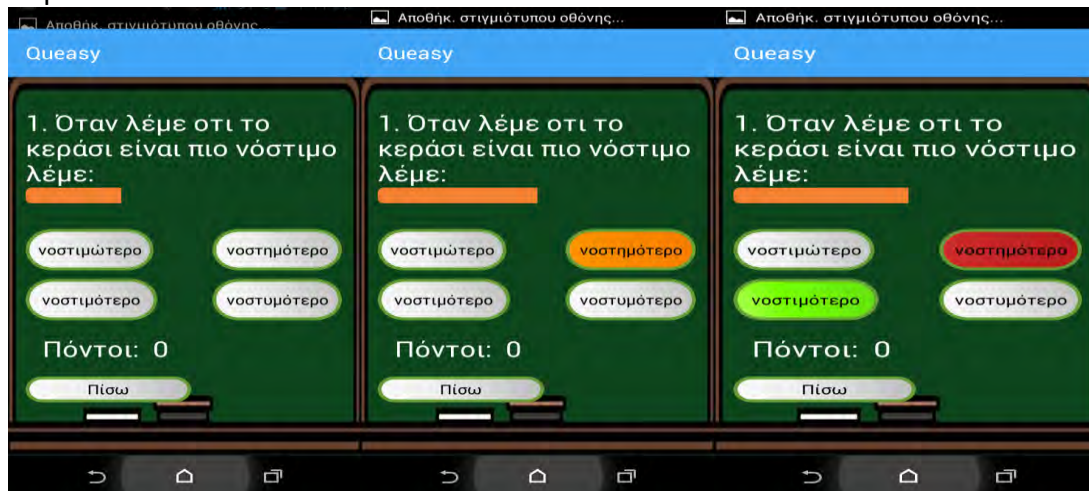 Αποθήκ. στιγμιότυπου οθόνης...
Queasy
1. Όταν λέμε οτι το
κεράσι είναι πιο νόστιμο
λέμε:
νοστιμώτερο νοστημότερο
νοστιμότερο νοστυμότερο
Πόντοι: 0
Πίσω
Αποθήκ. στιγμιότυπου οθόνης...
Queasy
1. Όταν λέμε οτι το
κεράσι είναι πιο νόστιμο
λέμε:
νοστιμώτερο νοστημότερο
νοστιμότερο νοστυμότερο
Πόντοι: 0
Πίσω
Αποθήκ. στιγμιότυπου οθόνης...
Queasy
1. Όταν λέμε οτι το
κεράσι είναι πιο νόστιμο
λέμε:
νοστιμώτερο νοστημότερο
νοστιμότερο νοστυμότερο
Πόντοι: 0
Πίσω